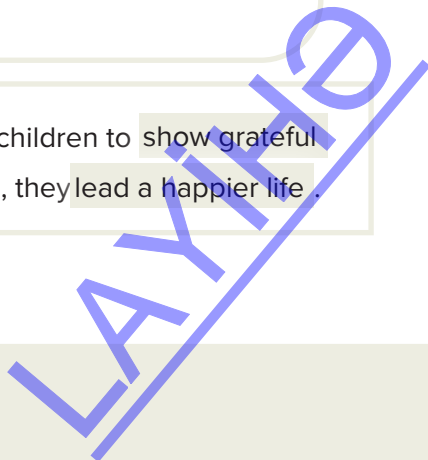 children to show grateful
, they lead a happier life .
LAYİHƏ